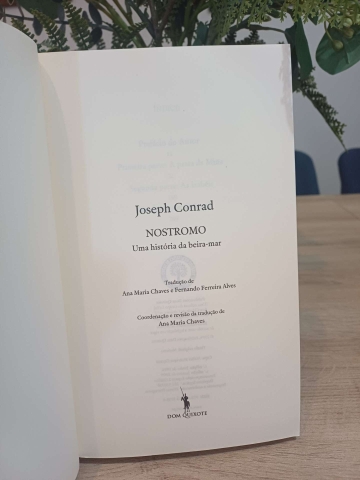 Joseph Conrad
NOSTROMO
Uma história da beira-mar
Tradução de
Ana Maria Chaves e Fernando Ferreira Alves
Coordenação e revisão da tradução de
Ana Maria Chaves
DOM QUIXOTE